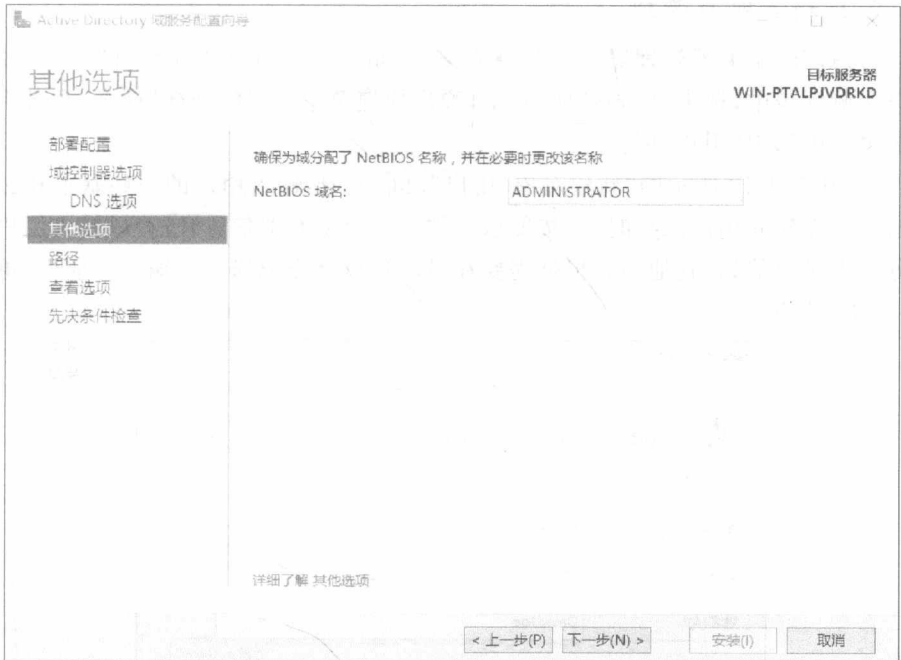 Active Directory 域服务配置向导
其他选项
目标服务器
WIN-PTALPJVDRKD
部署配置
域控制器选项
DNS 选项
其他选项
路径
查看选项
先决条件检查
确保为域分配了 NetBIOS 名称，并在必要时更改该名称
NetBIOS 域名:
ADMINISTRATOR
详细了解 其他选项
< 上一步(P)
下一步(N) >
安装(I)
取消